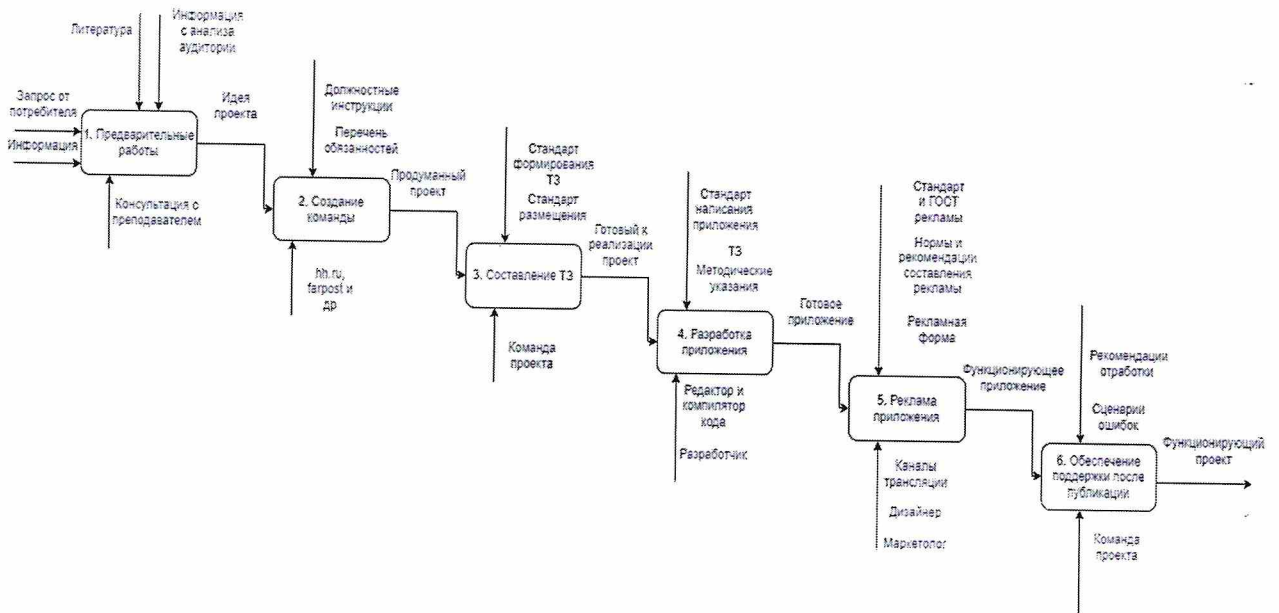 Литература
Информация
с анализа
аудитории
Запрос от
потребителя
Информация
1. Предварительные
работы
Консультация с
преподавателем
Идея
проекта
Должностные
инструкции
Перечень
обязанностей
2. Создание
команды
hh.ru,
farpost и
др
Продуманный
проект
Стандарт
формирования
ТЗ
Стандарт
размещения
3. Составление ТЗ
Команда
проекта
Готовый к
реализации
проект
Стандарт
написания
приложения
ТЗ
Методические
указания
4. Разработка
приложения
Редактор и
компилятор
кода
Разработчик
Готовое
приложение
Стандарт
и ГОСТ
рекламы
Нормы и
рекомендации
составления
рекламы
Рекламная
форма
5. Реклама
приложения
Каналы
трансляции
Дизайнер
Маркетолог
Функционирующее
приложение
Рекомендации
отработки
Сценарии
ошибок
6. Обеспечение
поддержки после
публикации
Команда
проекта
Функционирующий
проект